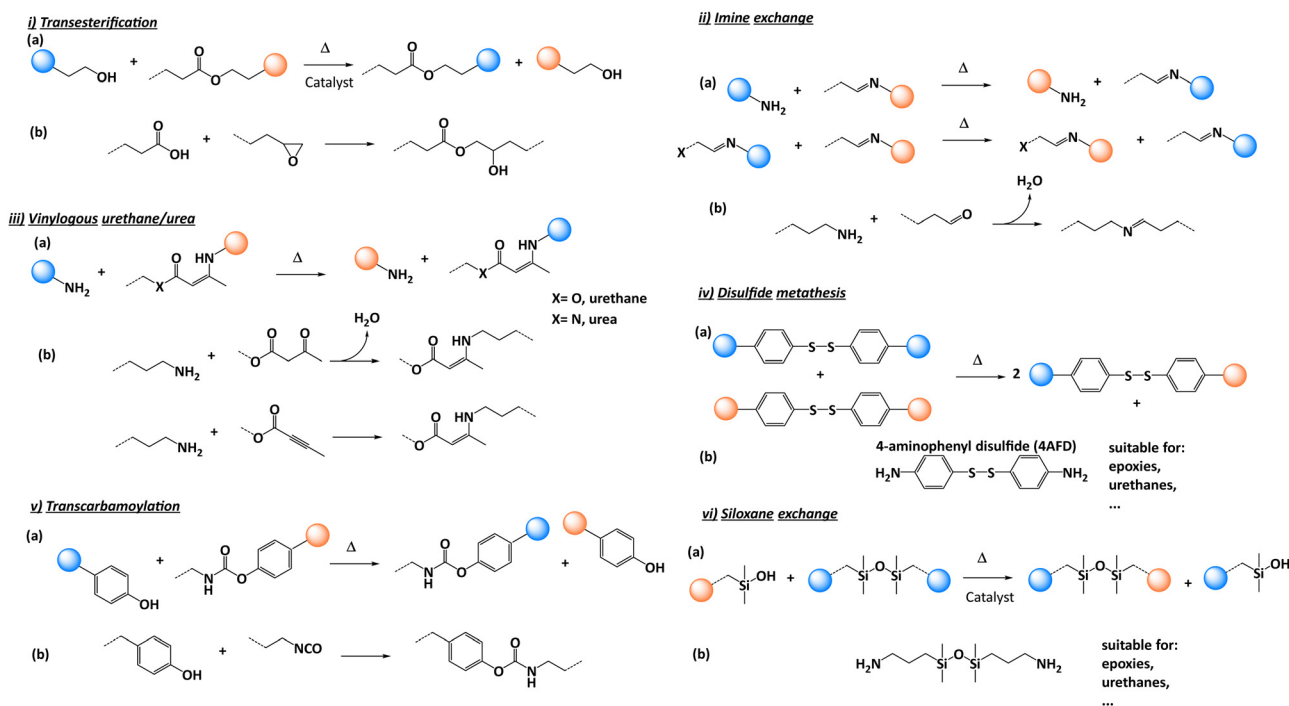 i) Transesterification
(a)
OH
+
O
O
Δ
Catalyst
O
O
+
OH
(b)
O
OH
+
O
O
O
OH
ii) Imine exchange
(a)
NH2
+
N
Δ
NH2
+
N
X
N
+
N
Δ
X
N
+
N
(b)
NH2
+
O
H2O
N
iii) Vinylogous urethane/urea
(a)
NH2
+
O
X
HN
Δ
NH2
+
O
X
HN
X= O, urethane
X= N, urea
(b)
NH2
+
O
O
O
H2O
O
O
HN
NH2
+
O
O
O
O
HN
iv) Disulfide metathesis
(a)
S S
+
S S
Δ
2
S S
+
(b)
4-aminophenyl disulfide (4AFD)
H2N
S S
NH2
suitable for:
epoxies,
urethanes,
...
v) Transcarbamoylation
(a)
OH
+
N
H
O
O
Δ
N
H
O
O
+
OH
(b)
OH
+
NCO
O
O
N
H
vi) Siloxane exchange
(a)
Si
OH
+
Si
O
Si
Δ
Catalyst
Si
O
Si
+
Si
OH
(b)
H2N
Si
O
Si
NH2
suitable for:
epoxies,
urethanes,
...